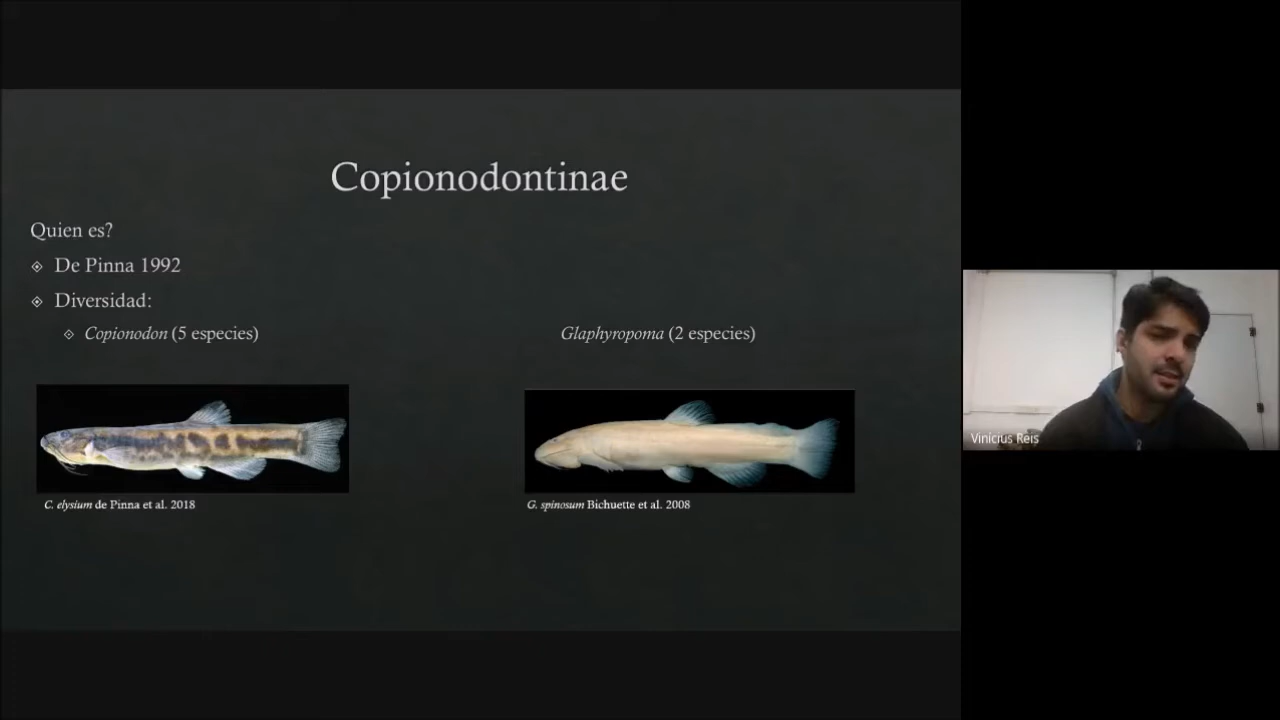 Copionodontinae
Quien es?
De Pinna 1992
Diversidad:
Copionodon (5 especies)
Glaphyropoma (2 especies)
C. elysium de Pinna et al. 2018
G. spinosum Bichuette et al. 2008
Vinícius Reis